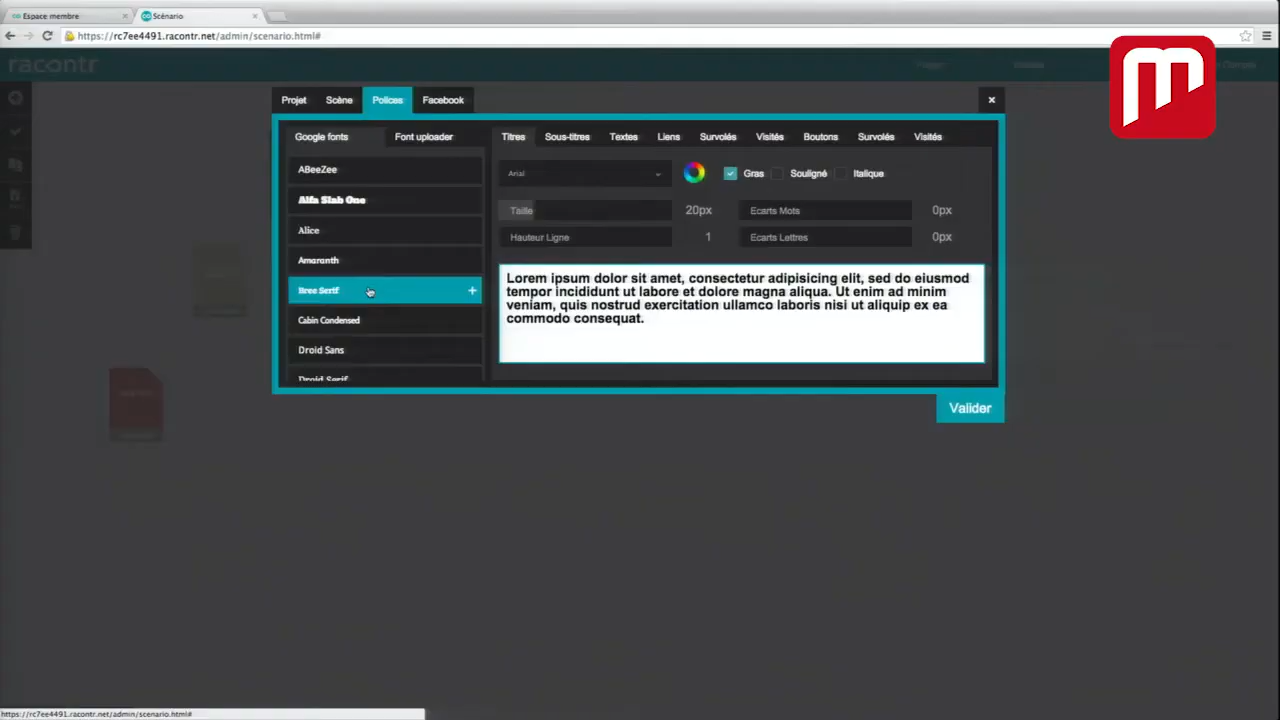 Espace membre
Scénario
https://rc7ee4491.racontr.net/admin/scenario.html#
racontr
Projet Scène Polices Facebook
Google fonts Font uploader
ABeeZee
Alfa Slab One
Alice
Amaranth
Bree Serif
Cabin Condensed
Droid Sans
Droid Serif
Titres Sous-titres Textes Liens Survolés Visités Boutons Survolés Visités
Arial Gras Souligné Italique
Taille 20px Ecarts Mots 0px
Hauteur Ligne 1 Ecarts Lettres 0px
Lorem ipsum dolor sit amet, consectetur adipisicing elit, sed do eiusmod
tempor incididunt ut labore et dolore magna aliqua. Ut enim ad minim
veniam, quis nostrud exercitation ullamco laboris nisi ut aliquip ex ea
commodo consequat.
Valider
https://rc7ee4491.racontr.net/admin/scenario.html#